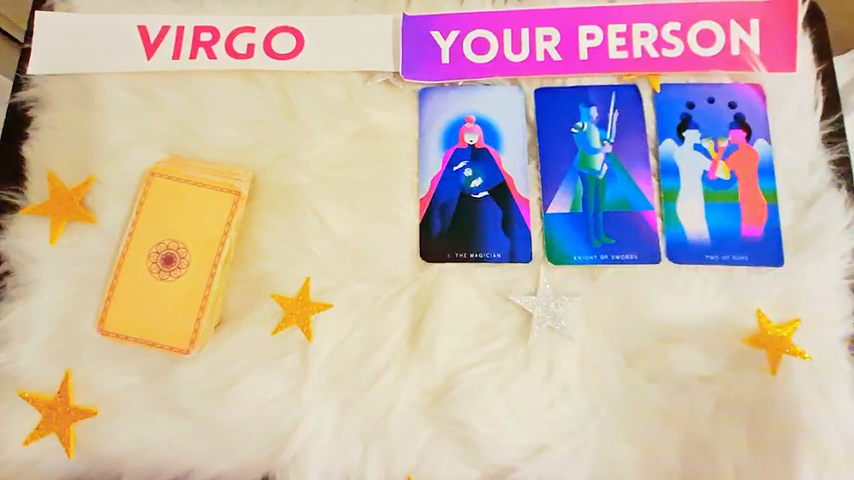 VIRGO
YOUR PERSON
I. THE MAGICIAN
KNIGHT OF SWORDS
TWO OF CUPS